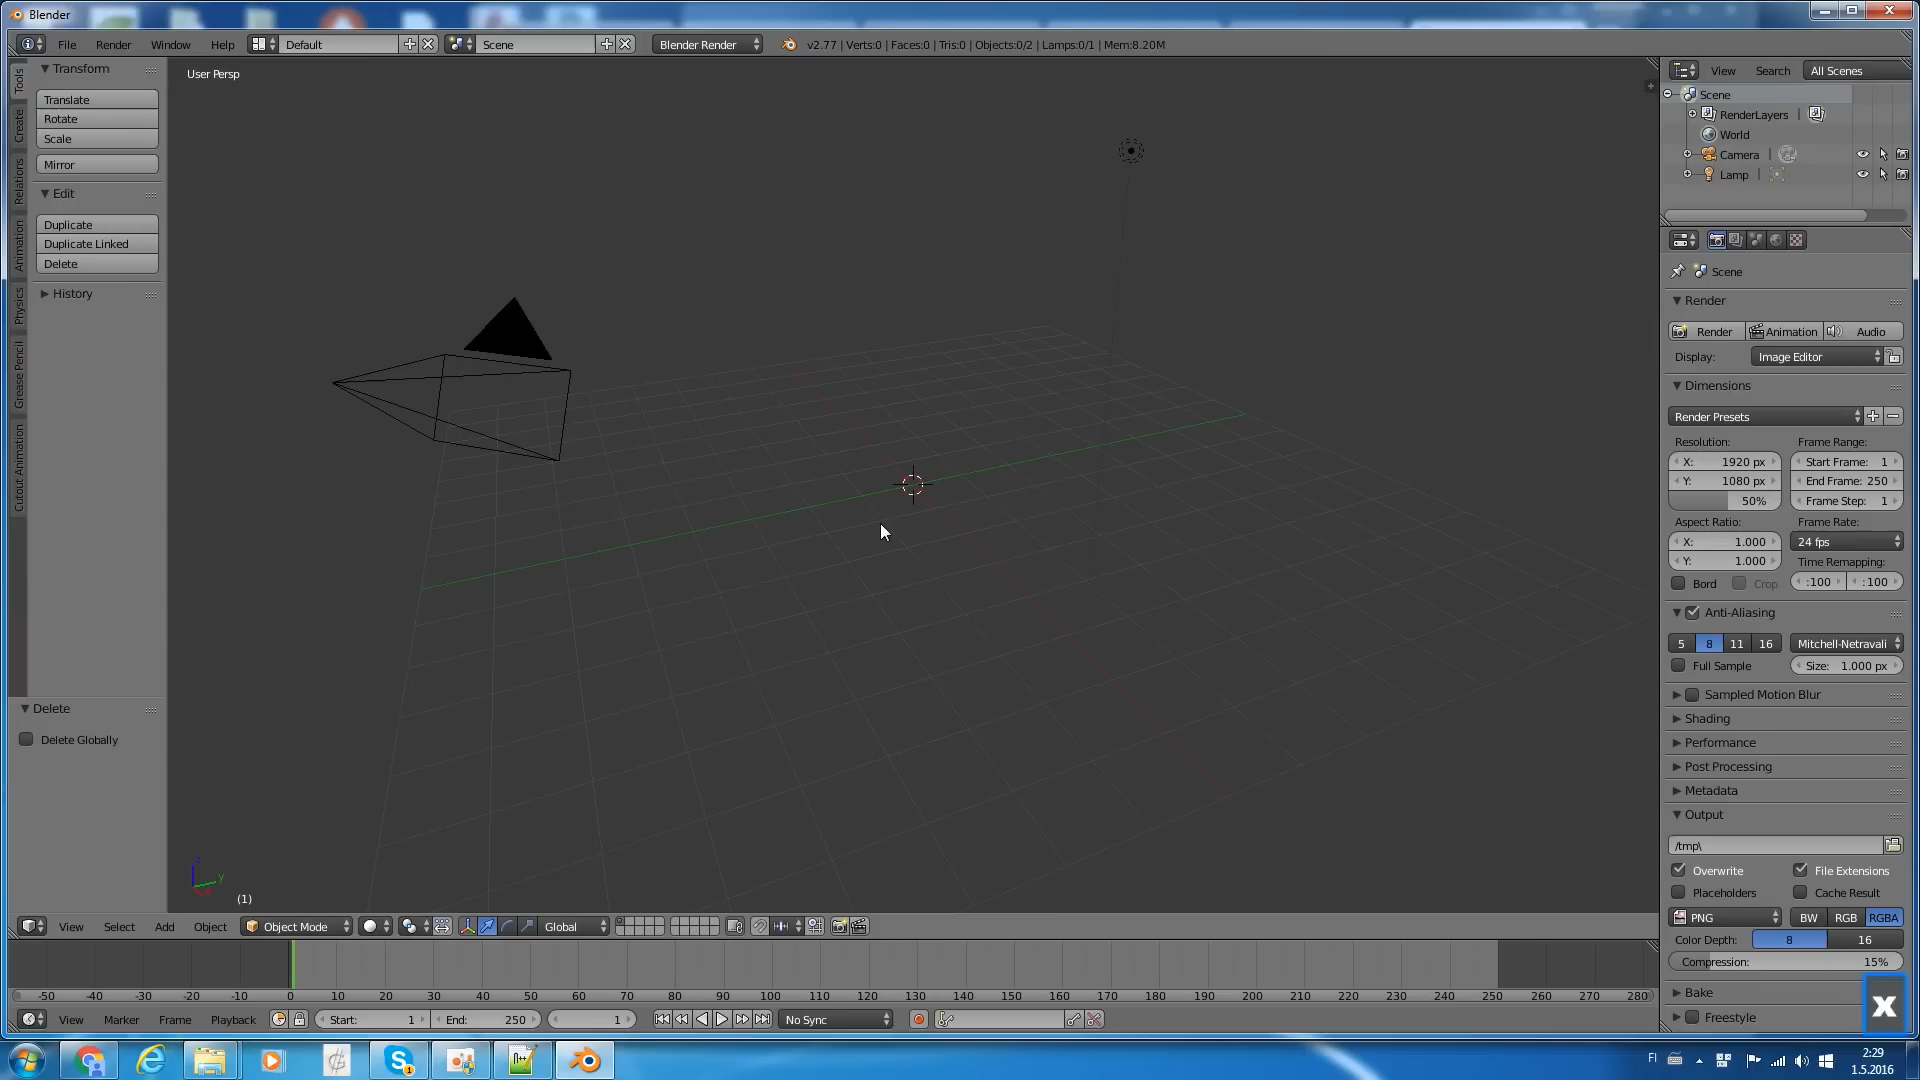 Blender
File Render Window Help Default Scene Blender Render v2.77 | Verts:0 | Faces:0 | Tris:0 | Objects:0/2 | Lamps:0/1 | Mem:8.20M
Tools
Create
Relations
Animation
Physics
Grease Pencil
Cutout Animation
Transform
Translate
Rotate
Scale
Mirror
Edit
Duplicate
Duplicate Linked
Delete
History
Delete
Delete Globally
User Persp
z
y
(1)
View Select Add Object Object Mode Global
-50 -40 -30 -20 -10 0 10 20 30 40 50 60 70 80 90 100 110 120 130 140 150 160 170 180 190 200 210 220 230 240 250 260 270 280
View Marker Frame Playback Start: 1 End: 250 1 No Sync
View Search All Scenes
Scene
RenderLayers |
World
Camera |
Lamp |
Scene
Render
Render Animation Audio
Display: Image Editor
Dimensions
Render Presets
Resolution: Frame Range:
X: 1920 px Start Frame: 1
Y: 1080 px End Frame: 250
50% Frame Step: 1
Aspect Ratio: Frame Rate:
X: 1.000 24 fps
Y: 1.000 Time Remapping:
Bord Crop :100 :100
Anti-Aliasing
5 8 11 16 Mitchell-Netravali
Full Sample Size: 1.000 px
Sampled Motion Blur
Shading
Performance
Post Processing
Metadata
Output
/tmp\
Overwrite File Extensions
Placeholders Cache Result
PNG BW RGB RGBA
Color Depth: 8 16
Compression: 15%
Bake
Freestyle
X
FI
2:29
1.5.2016